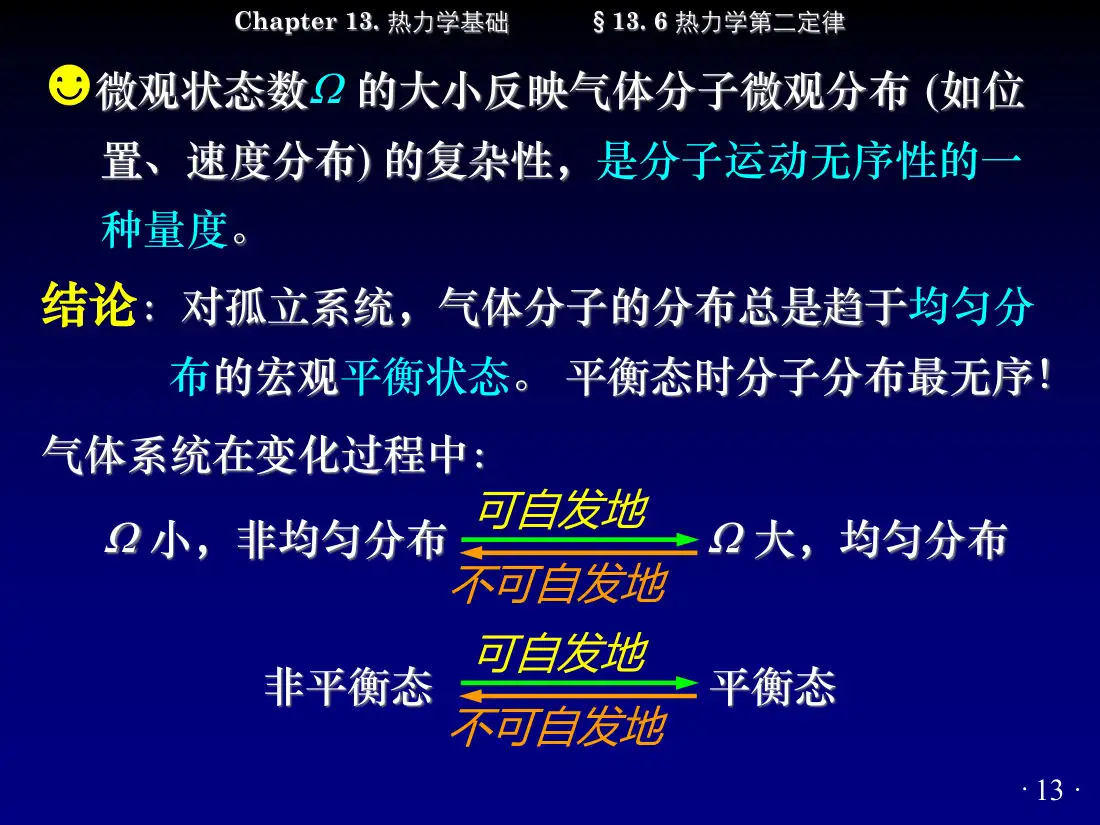 Chapter 13. 热力学基础 §13. 6 热力学第二定律
微观状态数Ω 的大小反映气体分子微观分布 (如位
置、速度分布) 的复杂性，是分子运动无序性的一
种量度。
结论：对孤立系统，气体分子的分布总是趋于均匀分
布的宏观平衡状态。 平衡态时分子分布最无序！
气体系统在变化过程中：
可自发地
Ω 小，非均匀分布 Ω 大，均匀分布
不可自发地
可自发地
非平衡态 平衡态
不可自发地
· 13 ·